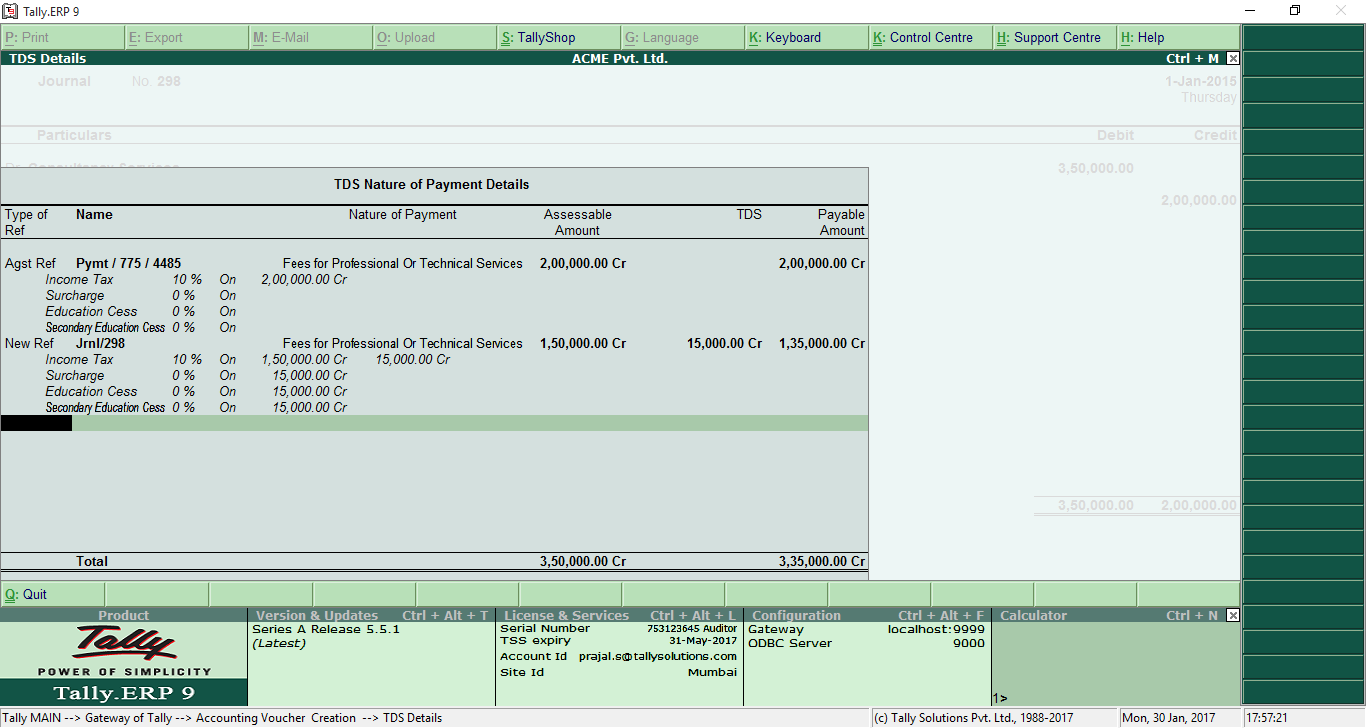 Tally.ERP 9
P: Print E: Export M: E-Mail O: Upload S: TallyShop G: Language K: Keyboard K: Control Centre H: Support Centre H: Help
TDS Details ACME Pvt. Ltd. Ctrl + M
Journal No. 298 1-Jan-2015
Thursday
Particulars Debit Credit
Dr Consultancy Services 3,50,000.00
2,00,000.00
TDS Nature of Payment Details
Type of Name Nature of Payment Assessable TDS Payable
Ref Amount Amount
Agst Ref Pymt / 775 / 4485 Fees for Professional Or Technical Services 2,00,000.00 Cr 2,00,000.00 Cr
Income Tax 10 % On 2,00,000.00 Cr
Surcharge 0 % On
Education Cess 0 % On
Secondary Education Cess 0 % On
New Ref Jrnl/298 Fees for Professional Or Technical Services 1,50,000.00 Cr 15,000.00 Cr 1,35,000.00 Cr
Income Tax 10 % On 1,50,000.00 Cr 15,000.00 Cr
Surcharge 0 % On 15,000.00 Cr
Education Cess 0 % On 15,000.00 Cr
Secondary Education Cess 0 % On 15,000.00 Cr
3,50,000.00 2,00,000.00
Total 3,50,000.00 Cr 3,35,000.00 Cr
Q: Quit
Product Version & Updates Ctrl + Alt + T License & Services Ctrl + Alt + L Configuration Ctrl + Alt + F Calculator Ctrl + N
Tally Series A Release 5.5.1 Serial Number 753123645 Auditor Gateway localhost:9999
(Latest) TSS expiry 31-May-2017 ODBC Server 9000
Account Id prajal.s@tallysolutions.com
POWER OF SIMPLICITY Site Id Mumbai
Tally.ERP 9 1>
Tally MAIN --> Gateway of Tally --> Accounting Voucher Creation --> TDS Details (c) Tally Solutions Pvt. Ltd., 1988-2017 Mon, 30 Jan, 2017 17:57:21